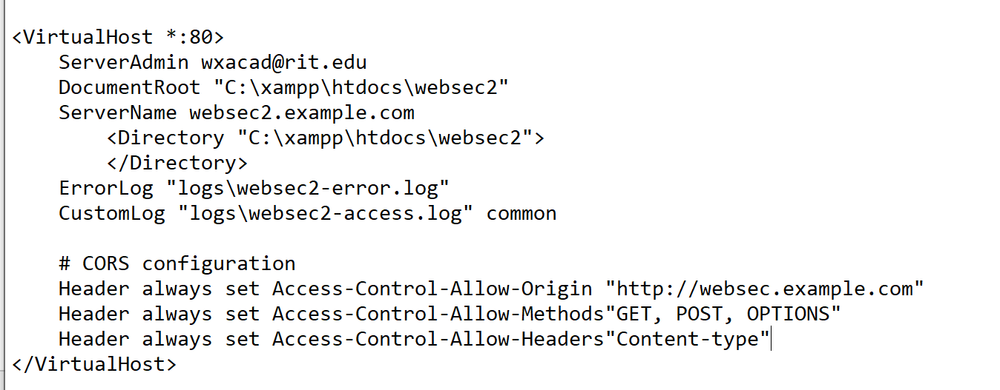 <VirtualHost *:80>
    ServerAdmin wxacad@rit.edu
    DocumentRoot "C:\xampp\htdocs\websec2"
    ServerName websec2.example.com
        <Directory "C:\xampp\htdocs\websec2">
        </Directory>
    ErrorLog "logs\websec2-error.log"
    CustomLog "logs\websec2-access.log" common

    # CORS configuration
    Header always set Access-Control-Allow-Origin "http://websec.example.com"
    Header always set Access-Control-Allow-Methods"GET, POST, OPTIONS"
    Header always set Access-Control-Allow-Headers"Content-type"
</VirtualHost>